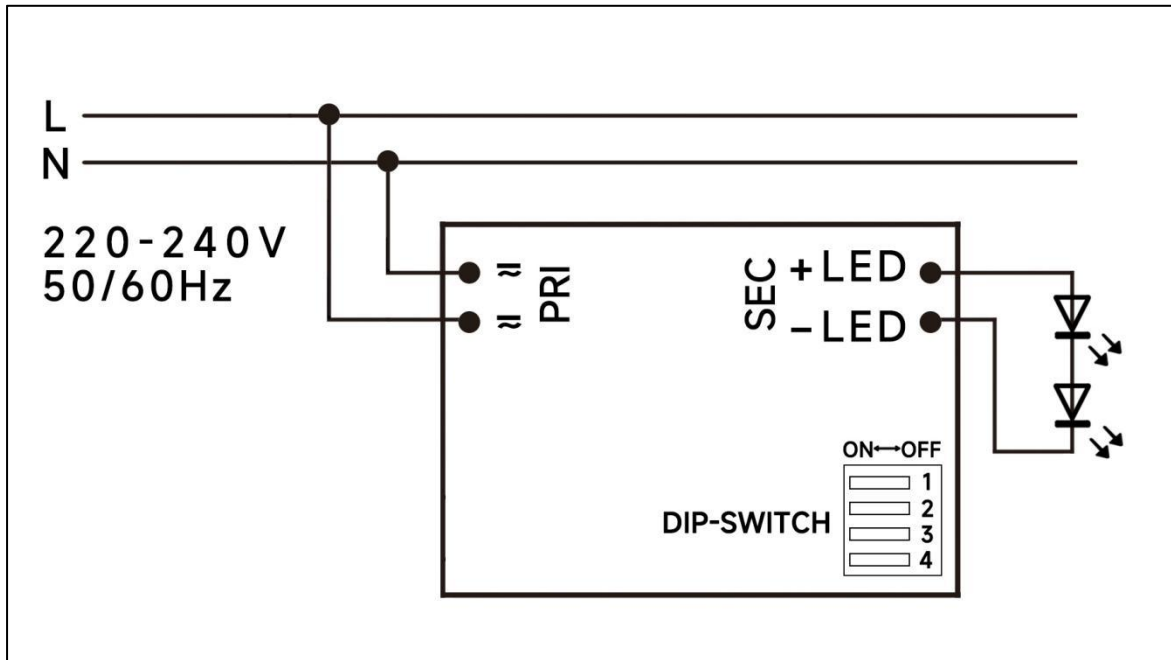 L
N
220-240V
50/60Hz
PRI
SEC
+LED
-LED
ON↔OFF
DIP-SWITCH
1
2
3
4